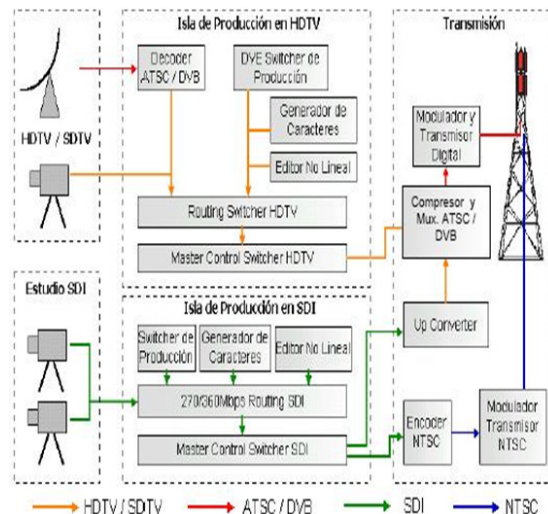 Isla de Producción en HDTV
Transmisión
Decoder
ATSC / DVB
DVE Switcher de
Producción
Generador de
Caracteres
Editor No Lineal
HDTV / SDTV
Routing Switcher HDTV
Master Control Switcher HDTV
Modulador y
Transmisor
Digital
Compresor y
Mux. ATSC /
DVB
Estudio SDI
Isla de Producción en SDI
Switcher de
Producción
Generador de
Caracteres
Editor No Lineal
270/360Mbps Routing SDI
Master Control Switcher SDI
Up Converter
Encoder
NTSC
Modulador
Transmisor
NTSC
HDTV / SDTV
ATSC / DVB
SDI
NTSC